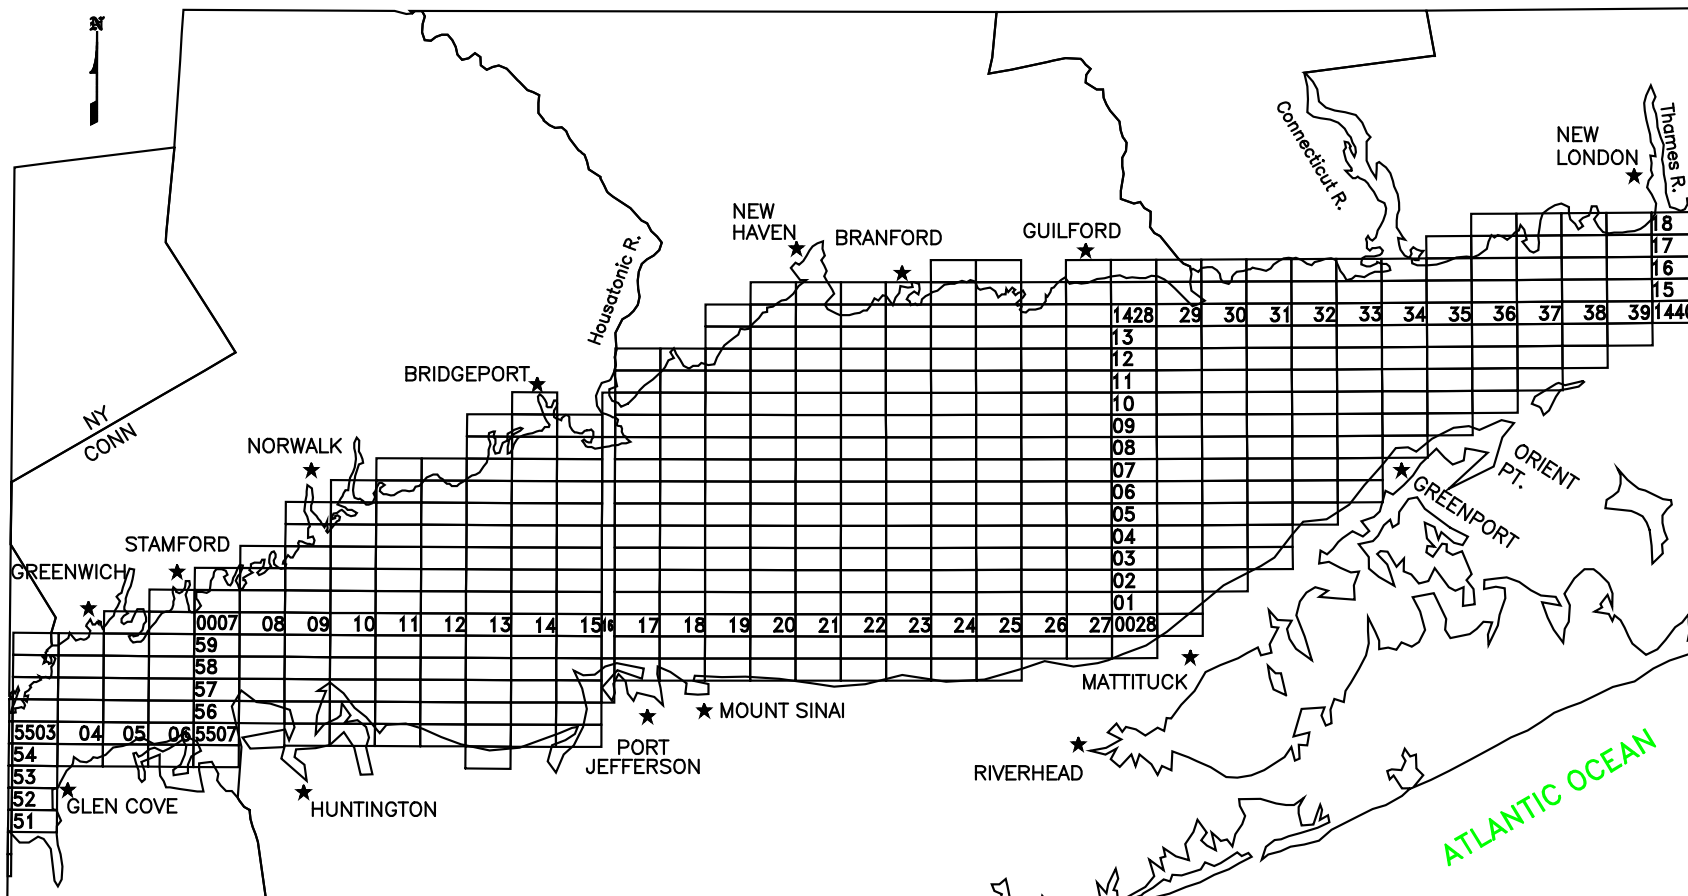 N
Thames R.
Connecticut R.
NEW
LONDON
NEW
HAVEN
BRANFORD
GUILFORD
Housatonic R.
18
17
16
15
1428 29 30 31 32 33 34 35 36 37 38 39 1440
13
12
11
10
09
08
07
06
05
04
03
02
01
BRIDGEPORT
NY
CONN
NORWALK
ORIENT
PT.
GREENPORT
STAMFORD
GREENWICH
0007 08 09 10 11 12 13 14 15 16 17 18 19 20 21 22 23 24 25 26 27 0028
59
58
57
56
5503 04 05 06 5507
54
53
52
51
MATTITUCK
MOUNT SINAI
PORT
JEFFERSON
RIVERHEAD
GLEN COVE
HUNTINGTON
ATLANTIC OCEAN